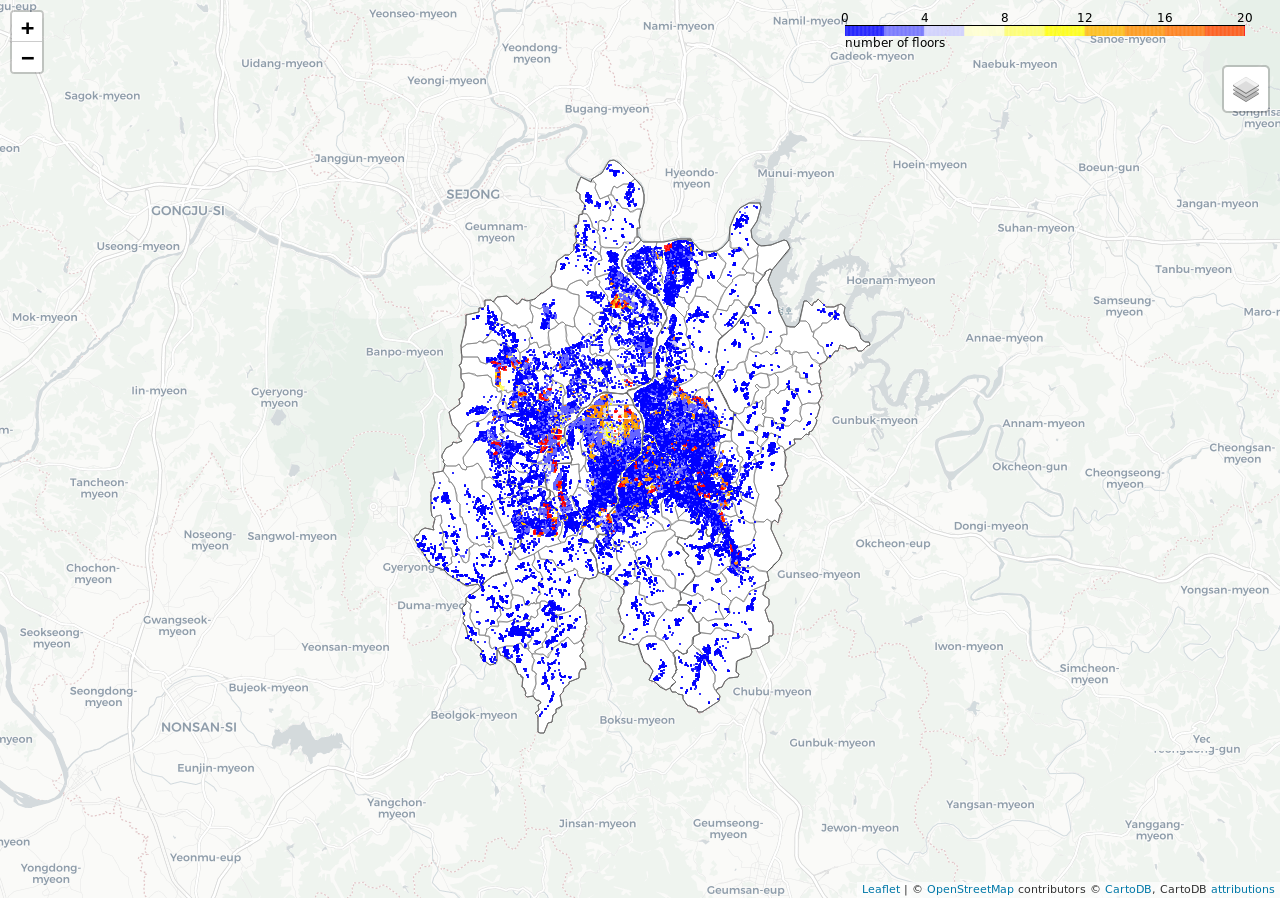 gu-eup
Yeonseo-myeon
Nami-myeon
Namil-myeon
0 4 8 12 16 20
number of floors
+
−
Uidang-myeon
Yeondong-
myeon
Gadeok-myeon
Sanoe-myeon
Naebuk-myeon
Sagok-myeon
Yeongi-myeon
Bugang-myeon
Songnisa
myeon
eon
Janggun-myeon
Hyeondo-
myeon
Munui-myeon
Hoein-myeon
Boeun-gun
SEJONG
GONGJU-SI
Jangan-myeon
Geumnam-
myeon
Suhan-myeon
Useong-myeon
Tanbu-myeon
Hoenam-myeon
Samseung-
myeon
Maro-r
Mok-myeon
Annae-myeon
Banpo-myeon
Iin-myeon
Gyeryong-
myeon
Gunbuk-myeon
Annam-myeon
m-
Cheongsan-
myeon
Okcheon-gun
Cheongseong-
myeon
Tancheon-
myeon
Dongi-myeon
Noseong-
myeon
Sangwol-myeon
Okcheon-eup
Chochon-
myeon
Gyeryong
Gunseo-myeon
Yongsan-myeon
Duma-myeo
Gwangseok-
myeon
Seokseong-
myeon
Yeonsan-myeon
Iwon-myeon
Simcheon-
myeon
Seongdong-
myeon
Bujeok-myeon
Chubu-myeon
Beolgok-myeon
Boksu-myeon
NONSAN-SI
myeon
Gunbuk-myeon
Yeo
g-gun
Eunjin-myeon
Yangchon-
myeon
Yangsan-myeon
Jinsan-myeon
Geumseong-
myeon
Jewon-myeon
Yanggang-
myeon
nyeon
Yeonmu-eup
Yongdong-
myeon
Geumsan-eup
Leaflet | © OpenStreetMap contributors © CartoDB, CartoDB attributions